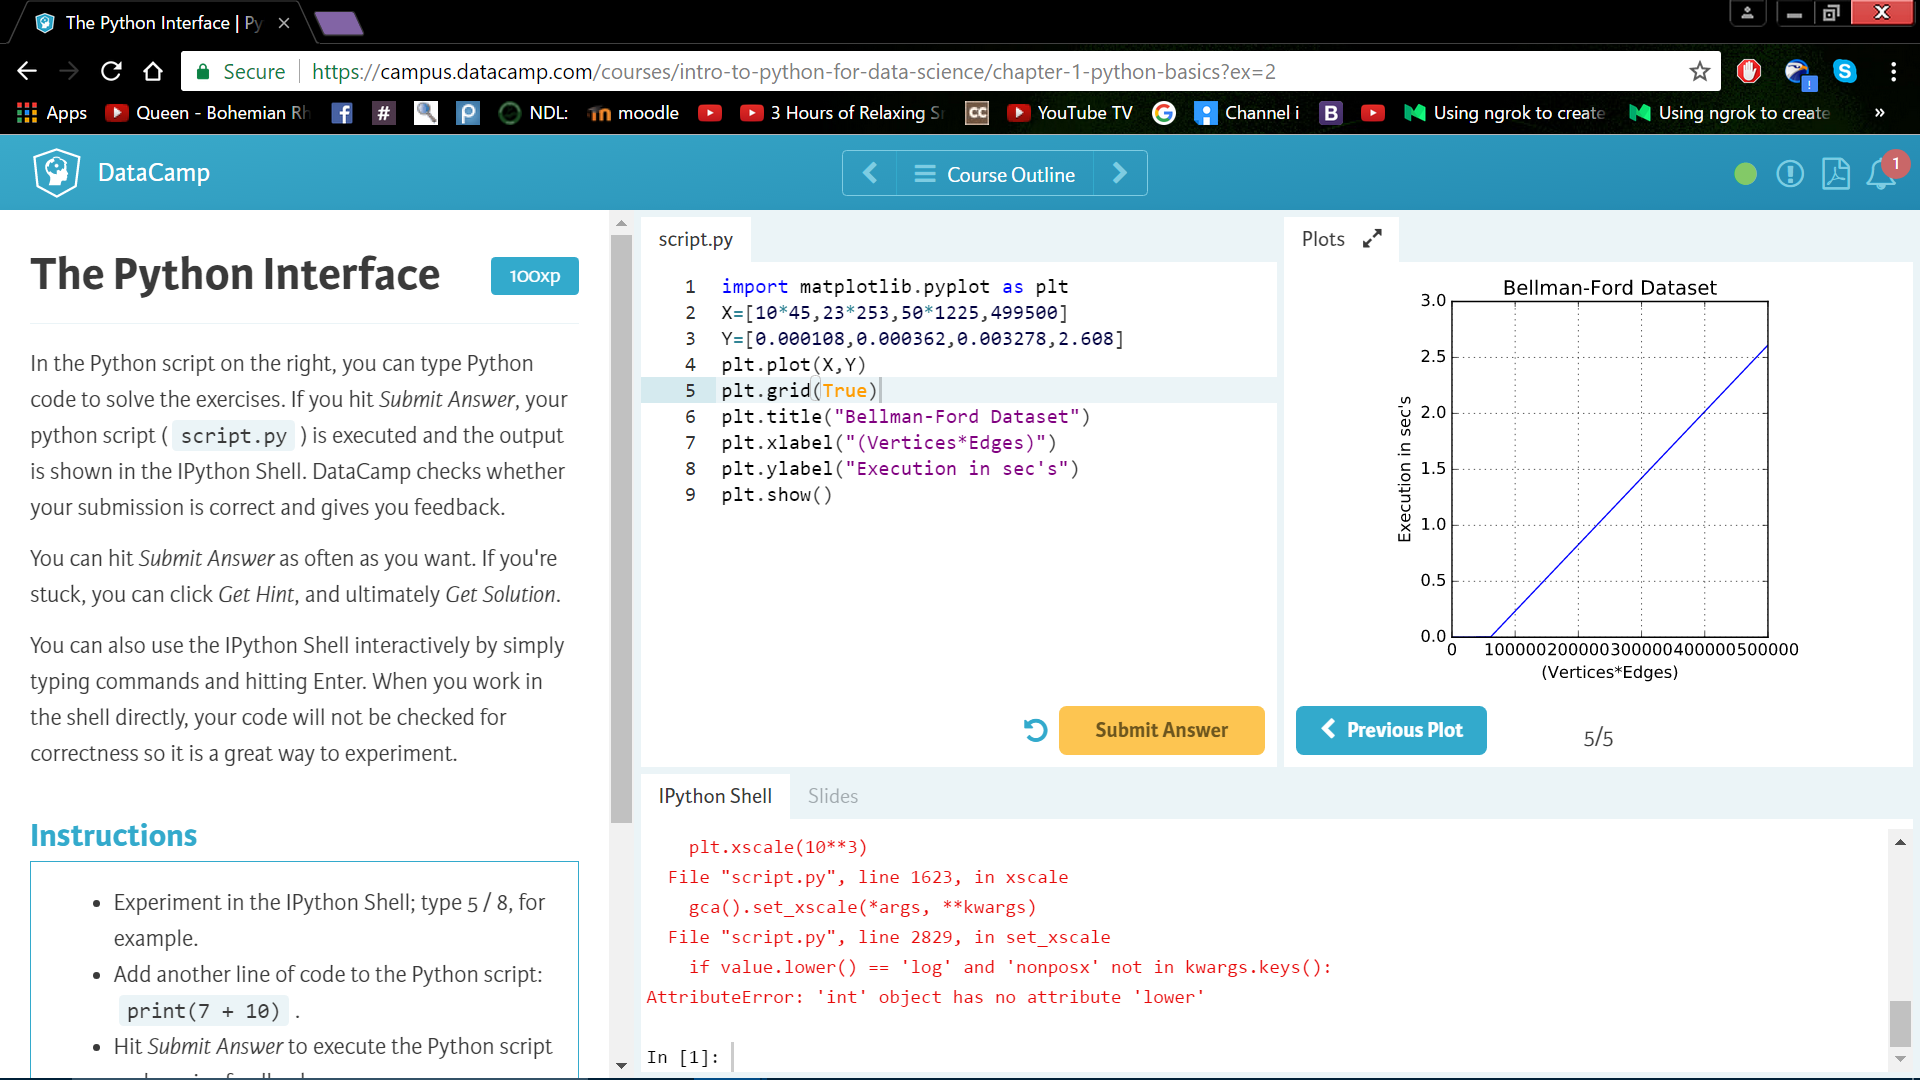 The Python Interface | Py
Secure https://campus.datacamp.com/courses/intro-to-python-for-data-science/chapter-1-python-basics?ex=2
Apps Queen - Bohemian Rh NDL: moodle 3 Hours of Relaxing Sr CC YouTube TV Channel i B Using ngrok to create Using ngrok to create »
DataCamp
Course Outline
1
The Python Interface
100xp
In the Python script on the right, you can type Python
code to solve the exercises. If you hit Submit Answer, your
python script ( script.py ) is executed and the output
is shown in the IPython Shell. DataCamp checks whether
your submission is correct and gives you feedback.
You can hit Submit Answer as often as you want. If you're
stuck, you can click Get Hint, and ultimately Get Solution.
You can also use the IPython Shell interactively by simply
typing commands and hitting Enter. When you work in
the shell directly, your code will not be checked for
correctness so it is a great way to experiment.
Instructions
• Experiment in the IPython Shell; type 5 / 8, for
example.
• Add another line of code to the Python script:
print(7 + 10) .
• Hit Submit Answer to execute the Python script
script.py
1 import matplotlib.pyplot as plt
2 X=[10*45,23*253,50*1225,499500]
3 Y=[0.000108,0.000362,0.003278,2.608]
4 plt.plot(X,Y)
5 plt.grid(True)
6 plt.title("Bellman-Ford Dataset")
7 plt.xlabel("(Vertices*Edges)")
8 plt.ylabel("Execution in sec's")
9 plt.show()
Submit Answer
Plots
Bellman-Ford Dataset
3.0
2.5
2.0
1.5
1.0
0.5
0.0
Execution in sec's
0 100000 200000 300000 400000 500000
(Vertices*Edges)
Previous Plot
5/5
IPython Shell Slides
plt.xscale(10**3)
File "script.py", line 1623, in xscale
gca().set_xscale(*args, **kwargs)
File "script.py", line 2829, in set_xscale
if value.lower() == 'log' and 'nonposx' not in kwargs.keys():
AttributeError: 'int' object has no attribute 'lower'
In [1]: